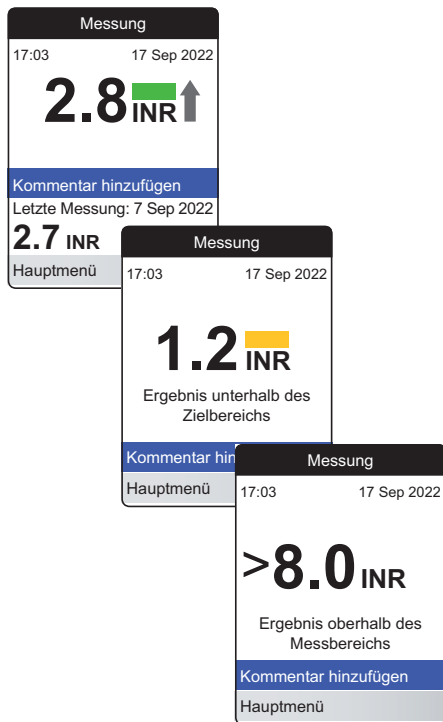 Messung
17:03 17 Sep 2022
2.8 INR
Kommentar hinzufügen
Letzte Messung: 7 Sep 2022
2.7 INR
Hauptmenü
Messung
17:03 17 Sep 2022
1.2 INR
Ergebnis unterhalb des
Zielbereichs
Kommentar hin
Hauptmenü
Messung
17:03 17 Sep 2022
>8.0 INR
Ergebnis oberhalb des
Messbereichs
Kommentar hinzufügen
Hauptmenü